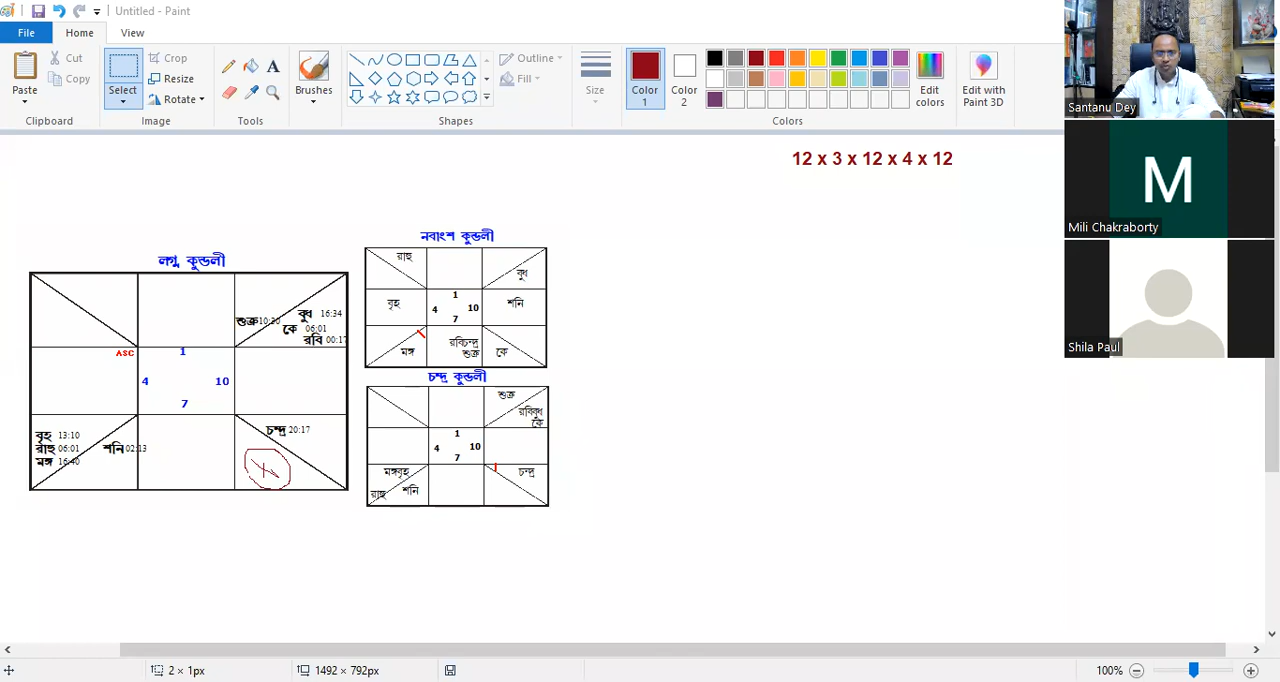 Untitled - Paint
File
Home
View
Paste
Cut
Copy
Clipboard
Select
Crop
Resize
Rotate
Image
A
Tools
Brushes
Shapes
Outline
Fill
Size
Color 1
Color 2
Edit colors
Edit with Paint 3D
Colors
Santanu Dey
M
Mili Chakraborty
Shila Paul
12 x 3 x 12 x 4 x 12
লগ্ন কুন্ডলী
শুক্র 10:20
বুধ 16:34
কে 06:01
রবি 00:17
ASC
1
4 10
7
বৃহ 13:10
রাহু 06:01
মঙ্গ 16:40
শনি 02:13
চন্দ্র 20:17
নবাংশ কুন্ডলী
রাহু
বুধ
বৃহ
1
4 10
7
শনি
মঙ্গ
রবিচন্দ্র
শুক্র
কে
চন্দ্র কুন্ডলী
শুক্র
রবিবুধ
কে
1
4 10
7
মঙ্গবৃহ
রাহু
শনি
চন্দ্র
2 × 1px
1492 × 792px
100%